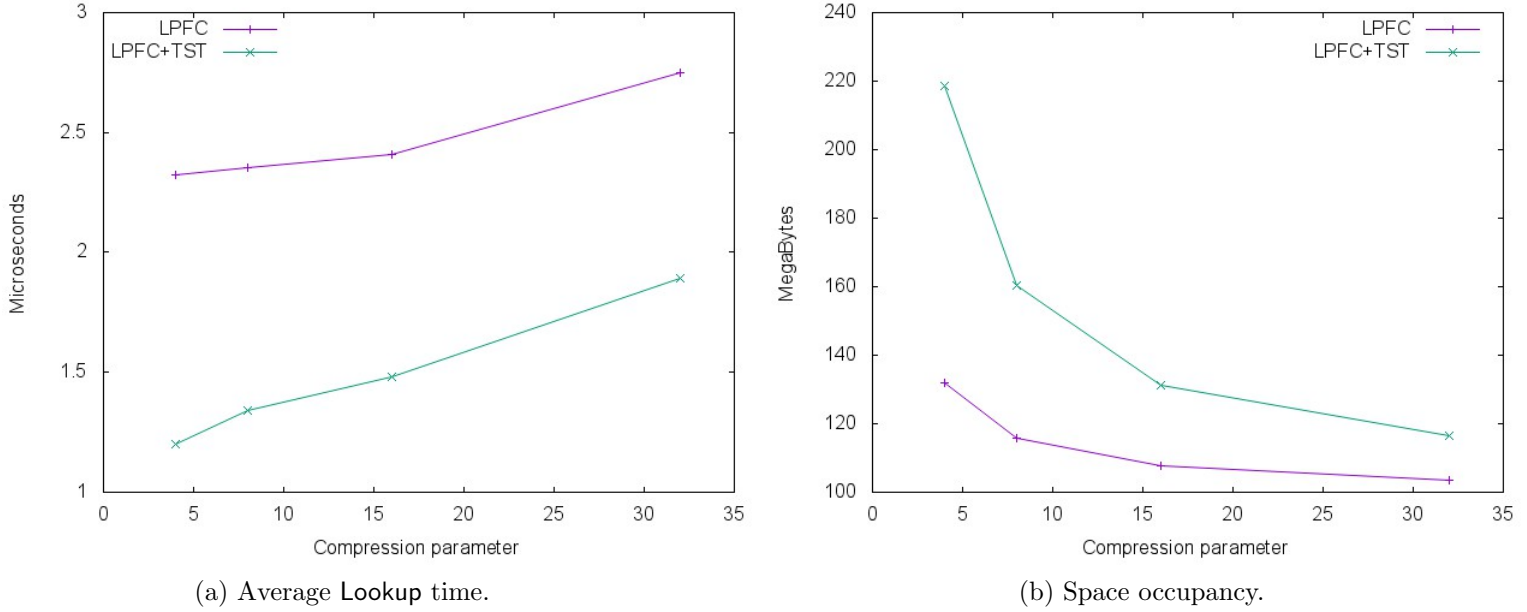 3
2.5
2
1.5
1
0 5 10 15 20 25 30 35
Microseconds
Compression parameter
LPFC
LPFC+TST
(a) Average Lookup time.
240
220
200
180
160
140
120
100
0 5 10 15 20 25 30 35
MegaBytes
Compression parameter
LPFC
LPFC+TST
(b) Space occupancy.